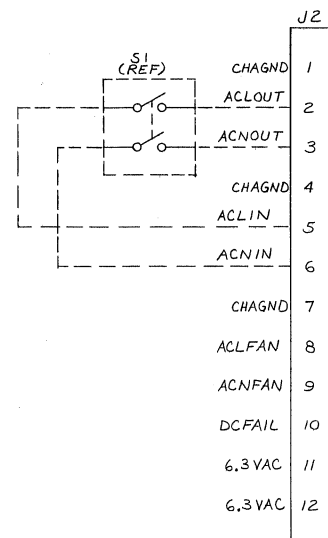 J2
S1
(REF)
CHAGND 1
ACLOUT 2
ACNOUT 3
CHAGND 4
ACLIN 5
ACNIN 6
CHAGND 7
ACLFAN 8
ACNFAN 9
DCFAIL 10
6.3 VAC 11
6.3 VAC 12